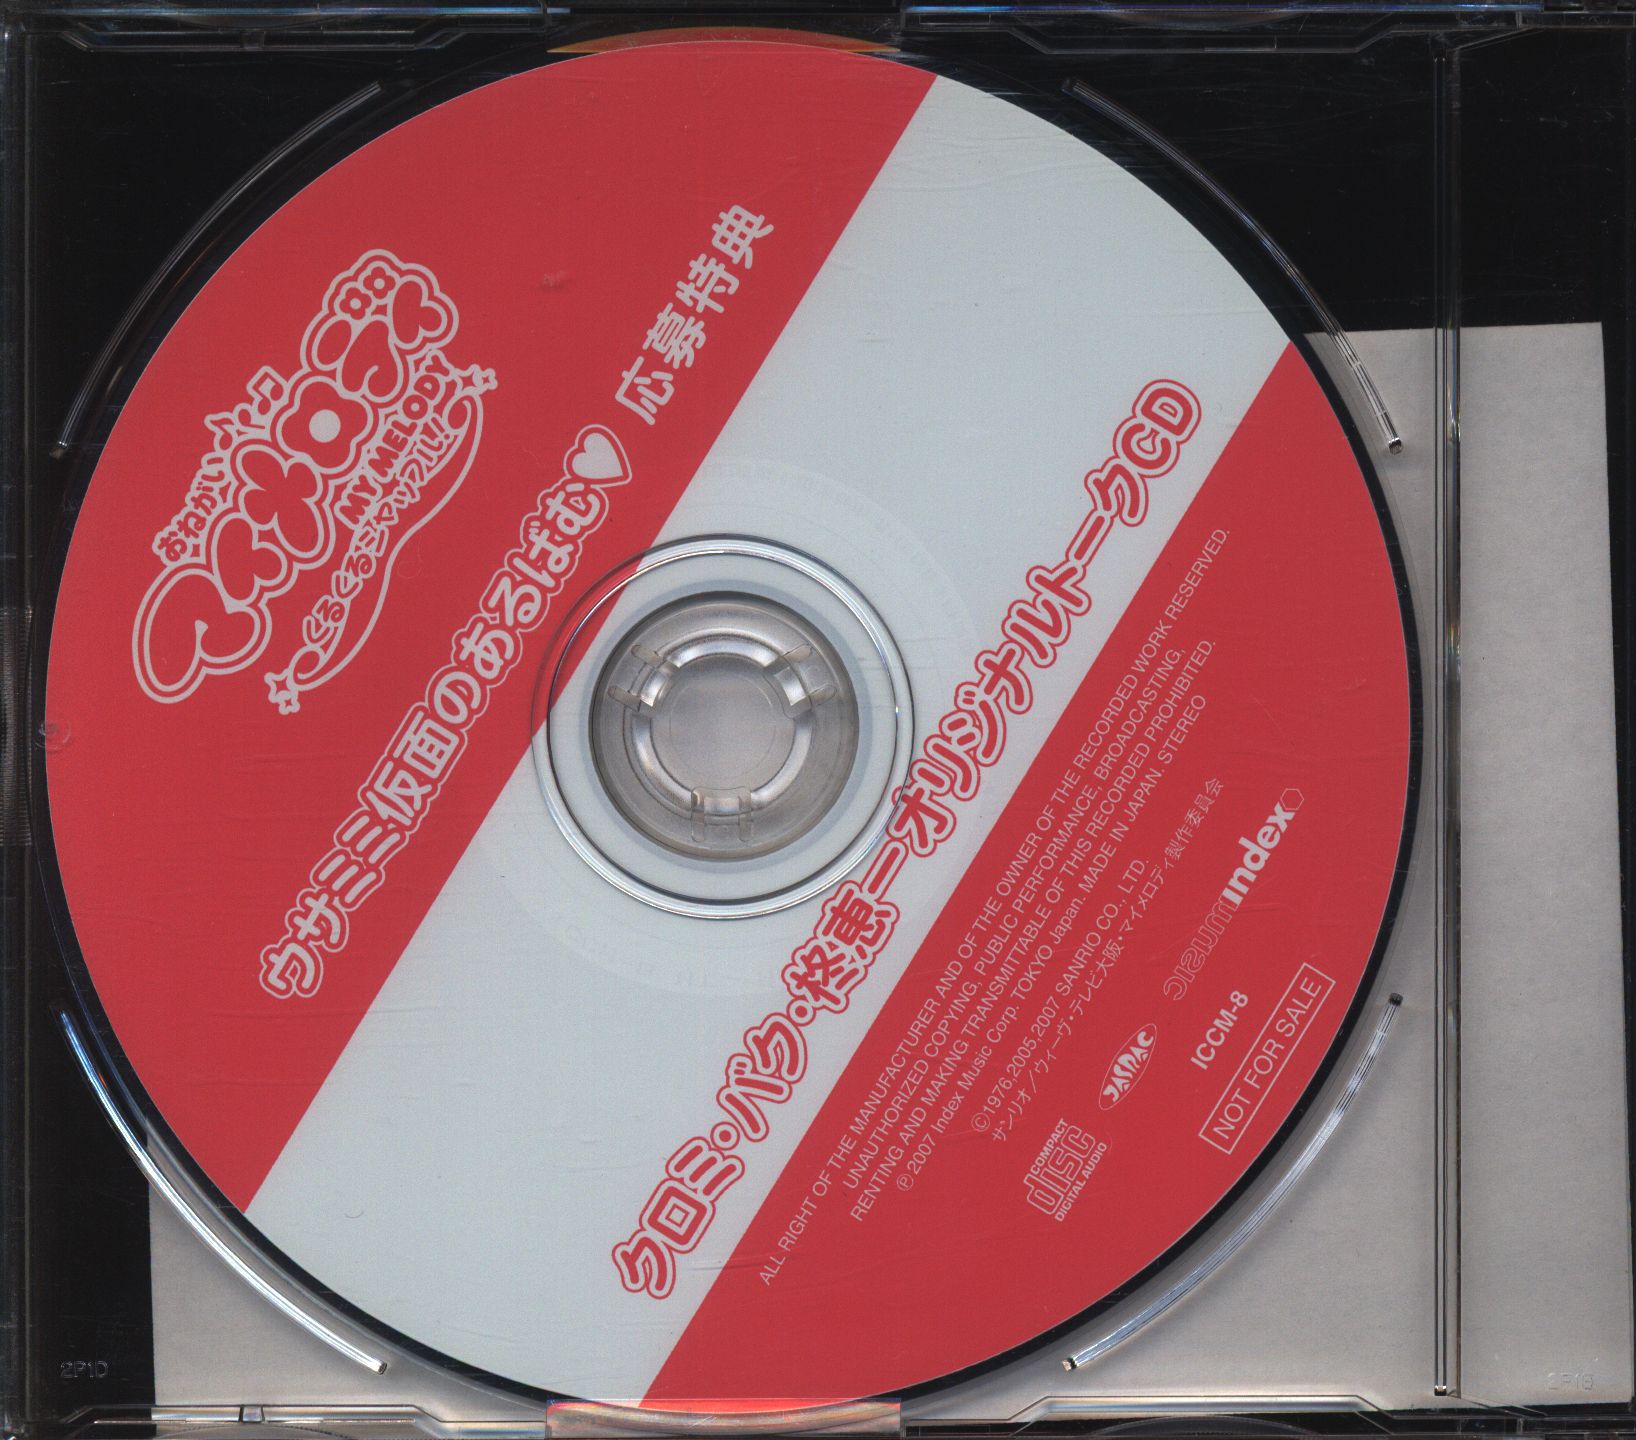 おねがい♪
マイメロディ
MY MELODY
くるくるシャッフル!
ウサミミ仮面のあるばむ♥ 応募特典
クロミ・バク・柊恵一オリジナルトークCD
ALL RIGHT OF THE MANUFACTURER AND OF THE OWNER OF THE RECORDED WORK RESERVED.
UNAUTHORIZED COPYING, PUBLIC PERFORMANCE, BROADCASTING,
RENTING AND MAKING TRANSMITTABLE OF THIS RECORDED PROHIBITED.
Ⓟ2007 Index Music Corp. TOKYO Japan. MADE IN JAPAN. STEREO
©1976,2005,2007 SANRIO CO., LTD.
サンリオ/ウィーヴ・テレビ大阪・マイメロディ製作委員会
COMPACT
disc
DIGITAL AUDIO
JASRAC
indexmusic
ICCM-8
NOT FOR SALE
2P1D